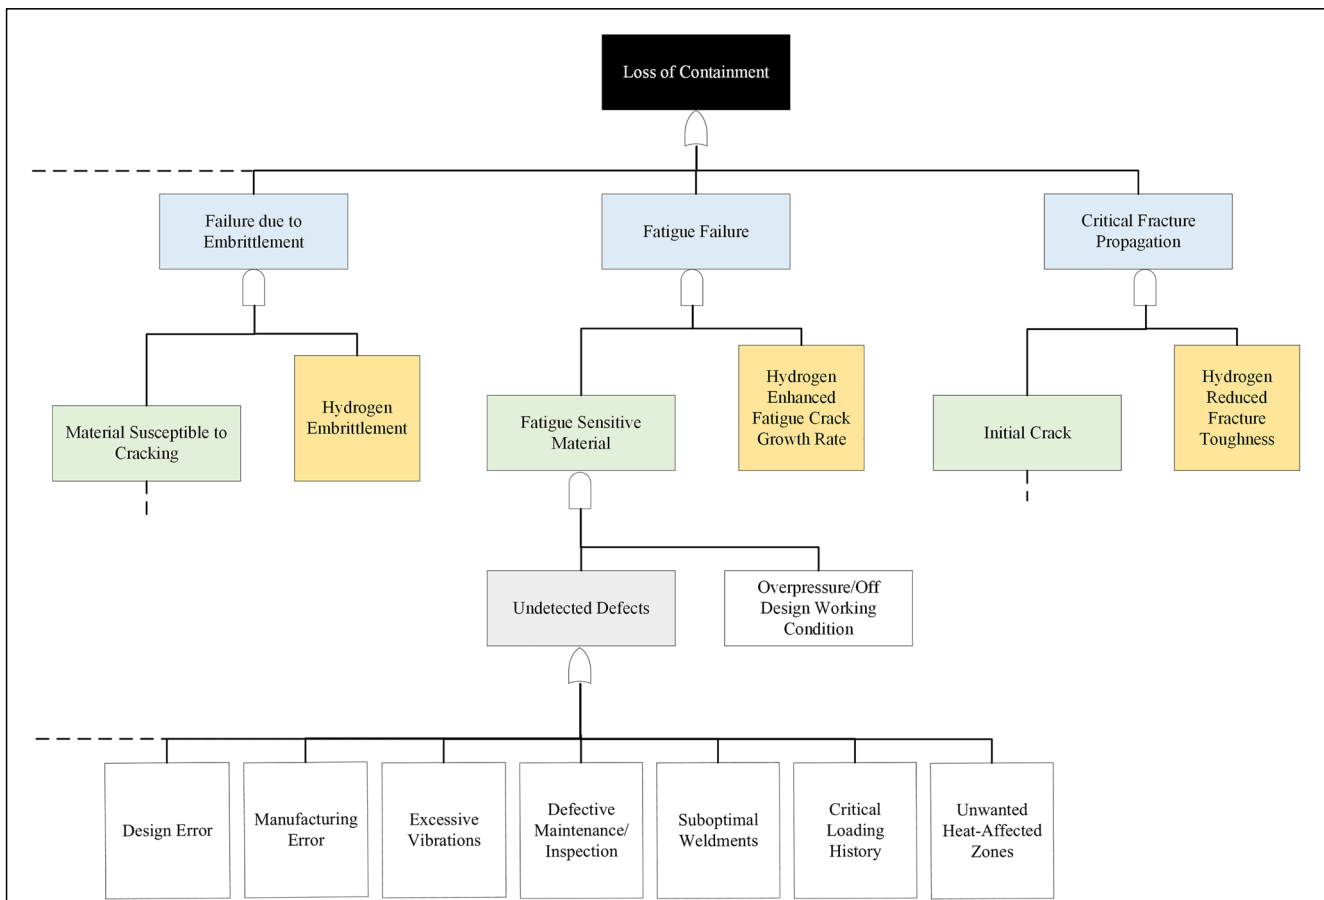 Loss of Containment
Failure due to
Embrittlement
Fatigue Failure
Critical Fracture
Propagation
Material Susceptible to
Cracking
Hydrogen
Embrittlement
Fatigue Sensitive
Material
Hydrogen
Enhanced
Fatigue Crack
Growth Rate
Initial Crack
Hydrogen
Reduced
Fracture
Toughness
Undetected Defects
Overpressure/Off
Design Working
Condition
Design Error
Manufacturing
Error
Excessive
Vibrations
Defective
Maintenance/
Inspection
Suboptimal
Weldments
Critical
Loading
History
Unwanted
Heat-Affected
Zones